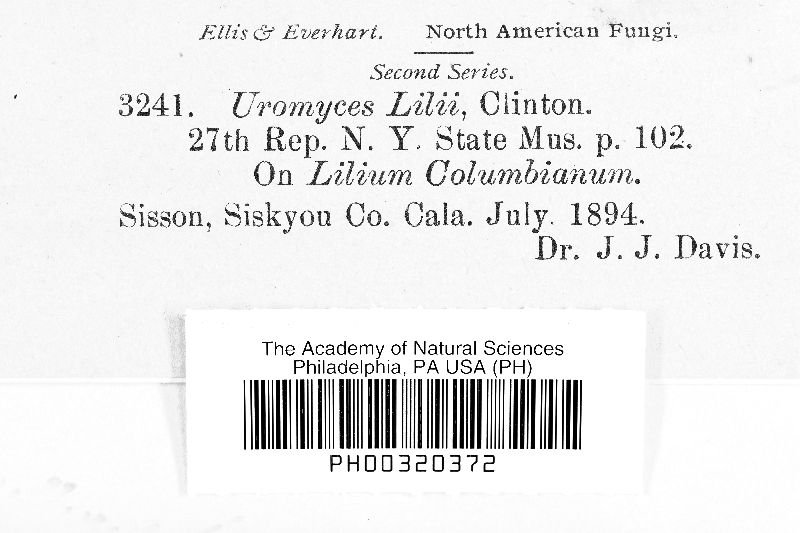 Ellis & Everhart. North American Fungi.
Second Series.
3241. Uromyces Lilii, Clinton.
27th Rep. N. Y. State Mus. p. 102.
On Lilium Columbianum.
Sisson, Siskyou Co. Cala. July. 1894.
Dr. J. J. Davis.
The Academy of Natural Sciences
Philadelphia, PA USA (PH)
PH00320372